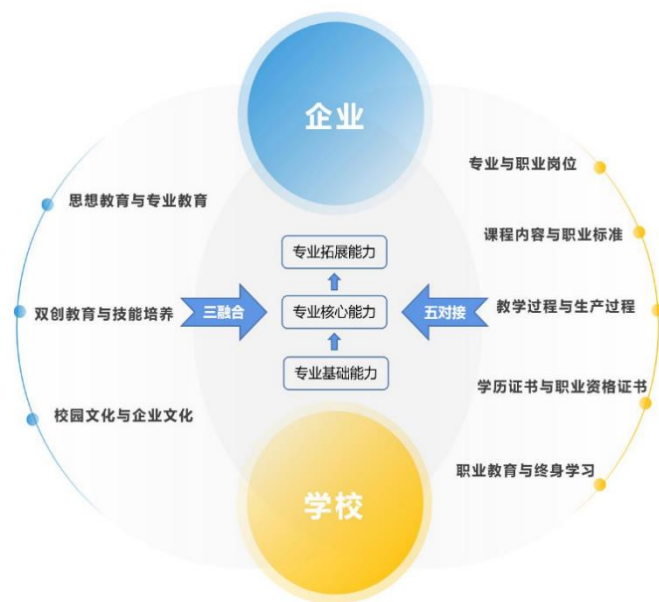 企业
思想教育与专业教育
双创教育与技能培养
校园文化与企业文化
三融合
专业拓展能力
专业核心能力
专业基础能力
五对接
专业与职业岗位
课程内容与职业标准
教学过程与生产过程
学历证书与职业资格证书
职业教育与终身学习
学校